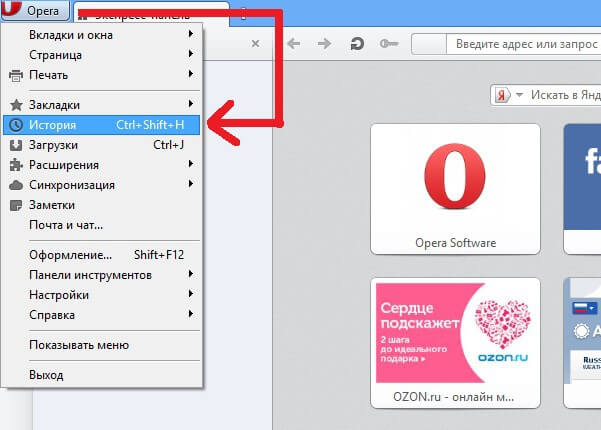 Opera
Экспресс-панель
Вкладки и окна
Страница
Печать
Закладки
История Ctrl+Shift+H
Загрузки Ctrl+J
Расширения
Синхронизация
Заметки
Почта и чат...
Оформление... Shift+F12
Панели инструментов
Настройки
Справка
Показывать меню
Выход
Введите адрес или запрос
Я Искать в Янд
Opera Software
fa
Сердце
подскажет
2 шага
до идеального
подарка
OZON.ru
OZON.ru - онлайн м...
A
Russ
WEATH